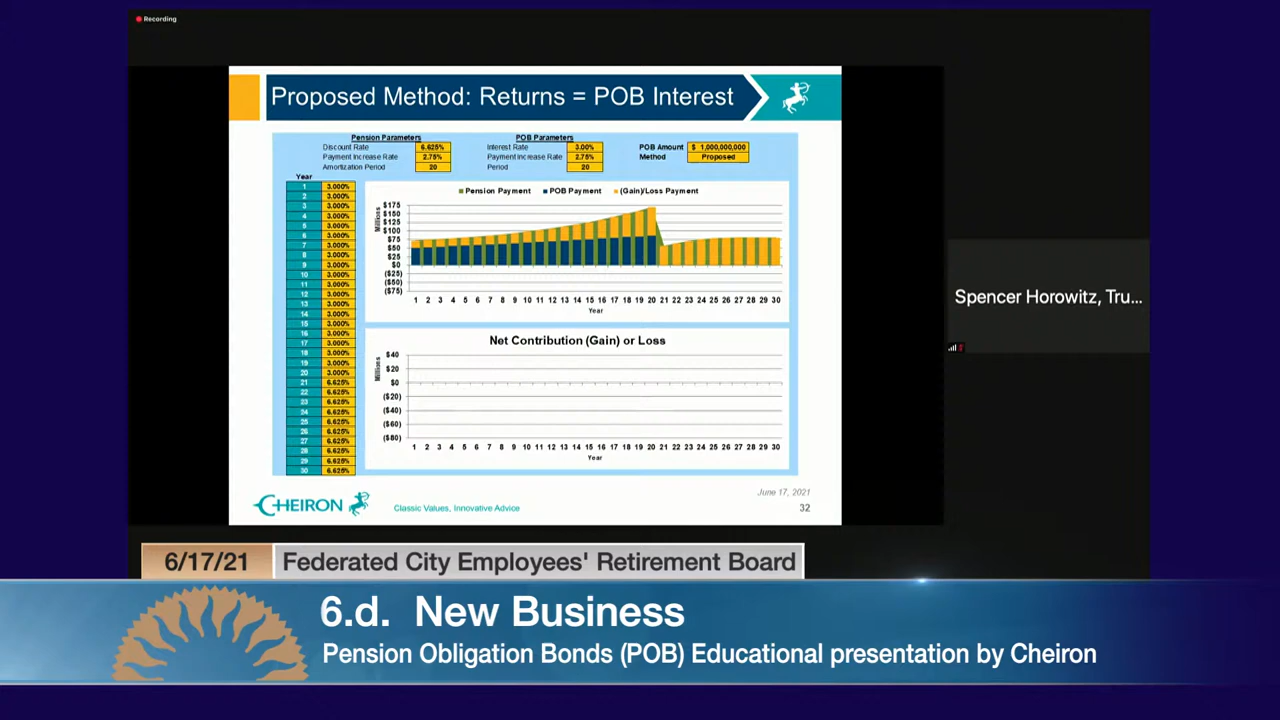 Recording
Proposed Method: Returns = POB Interest
Pension Parameters
Discount Rate 6.625%
Payment Increase Rate 2.75%
Amortization Period 20
POB Parameters
Interest Rate 3.00%
Payment Increase Rate 2.75%
Period 20
POB Amount $ 1,000,000,000
Method Proposed
Year
1 3.000%
2 3.000%
3 3.000%
4 3.000%
5 3.000%
6 3.000%
7 3.000%
8 3.000%
9 3.000%
10 3.000%
11 3.000%
12 3.000%
13 3.000%
14 3.000%
15 3.000%
16 3.000%
17 3.000%
18 3.000%
19 3.000%
20 3.000%
21 6.625%
22 6.625%
23 6.625%
24 6.625%
25 6.625%
26 6.625%
27 6.625%
28 6.625%
29 6.625%
30 6.625%
Pension Payment POB Payment (Gain)/Loss Payment
Millions
$175
$150
$125
$100
$75
$50
$25
$0
($25)
($50)
($75)
1 2 3 4 5 6 7 8 9 10 11 12 13 14 15 16 17 18 19 20 21 22 23 24 25 26 27 28 29 30
Year
Net Contribution (Gain) or Loss
Millions
$40
$20
$0
($20)
($40)
($60)
($80)
1 2 3 4 5 6 7 8 9 10 11 12 13 14 15 16 17 18 19 20 21 22 23 24 25 26 27 28 29 30
Year
June 17, 2021
CHEIRON
Classic Values, Innovative Advice
32
Spencer Horowitz, Tru...
6/17/21
Federated City Employees' Retirement Board
6.d. New Business
Pension Obligation Bonds (POB) Educational presentation by Cheiron